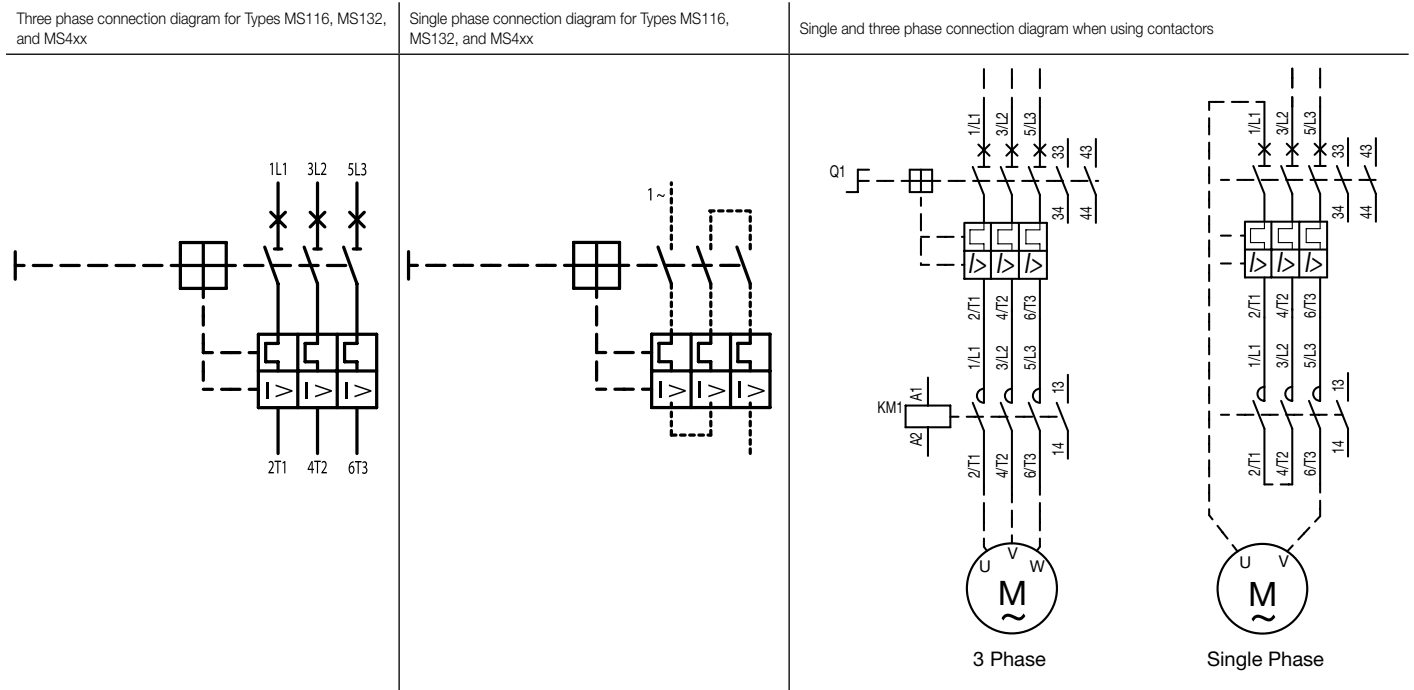 Three phase connection diagram for Types MS116, MS132,
and MS4xx
Single phase connection diagram for Types MS116,
MS132, and MS4xx
Single and three phase connection diagram when using contactors
1L1 3L2 5L3
I > I > I >
2T1 4T2 6T3
1 ~
I > I > I >
Q1
1/L1 3/L2 5/L3 33 43
34 44
I> I> I>
2/T1 4/T2 6/T3
1/L1 3/L2 5/L3 13
KM1 A1
A2
2/T1 4/T2 6/T3 14
U V W
M
~
3 Phase
1/L1 3/L2 5/L3 33 43
34 44
I> I> I>
2/T1 4/T2 6/T3
1/L1 3/L2 5/L3 13
2/T1 4/T2 6/T3 14
U V
M
~
Single Phase